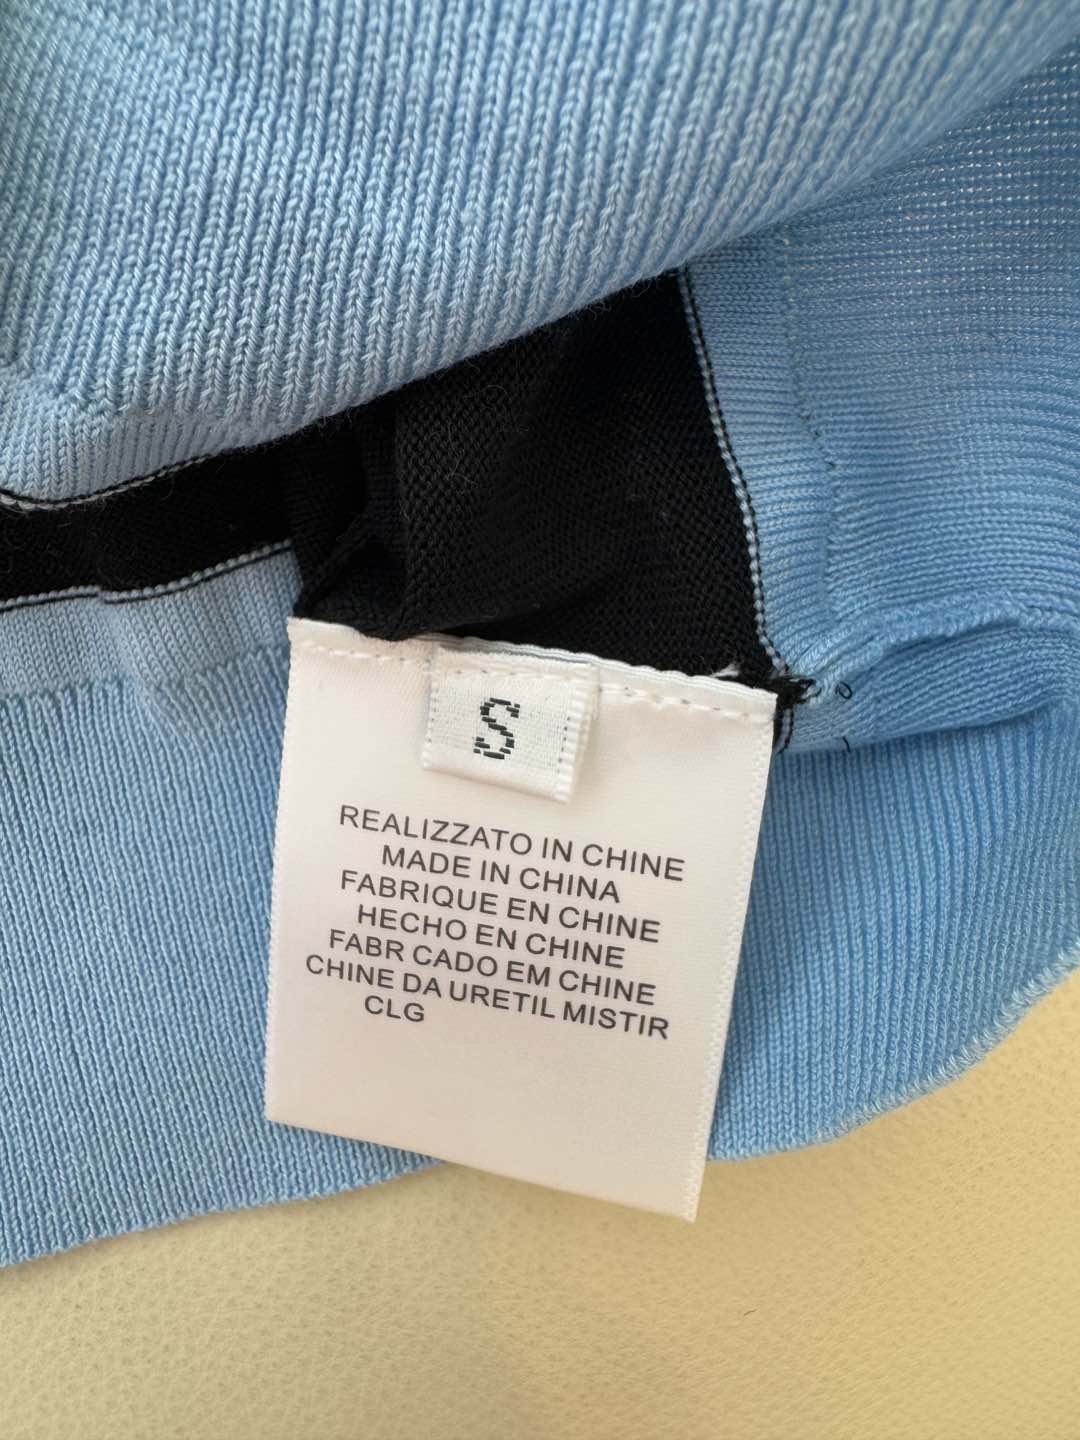 S
REALIZZATO IN CHINE
MADE IN CHINA
FABRIQUE EN CHINE
HECHO EN CHINE
FABR CADO EM CHINE
CHINE DA URETIL MISTIR
CLG